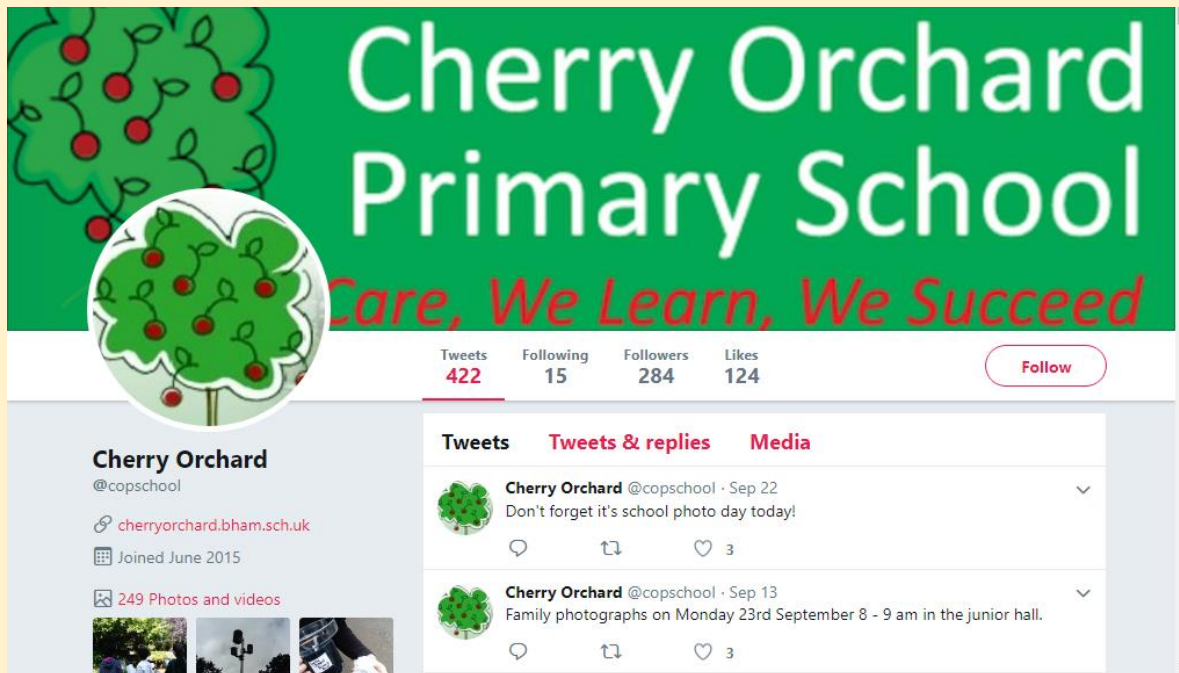 Cherry Orchard
Primary School
Care, We Learn, We Succeed
Tweets Following Followers Likes
422 15 284 124
Follow
Cherry Orchard
@copschool
cherryorchard.bham.sch.uk
Joined June 2015
249 Photos and videos
Tweets Tweets & replies Media
Cherry Orchard @copschool · Sep 22
Don't forget it's school photo day today!
3
Cherry Orchard @copschool · Sep 13
Family photographs on Monday 23rd September 8 - 9 am in the junior hall.
3